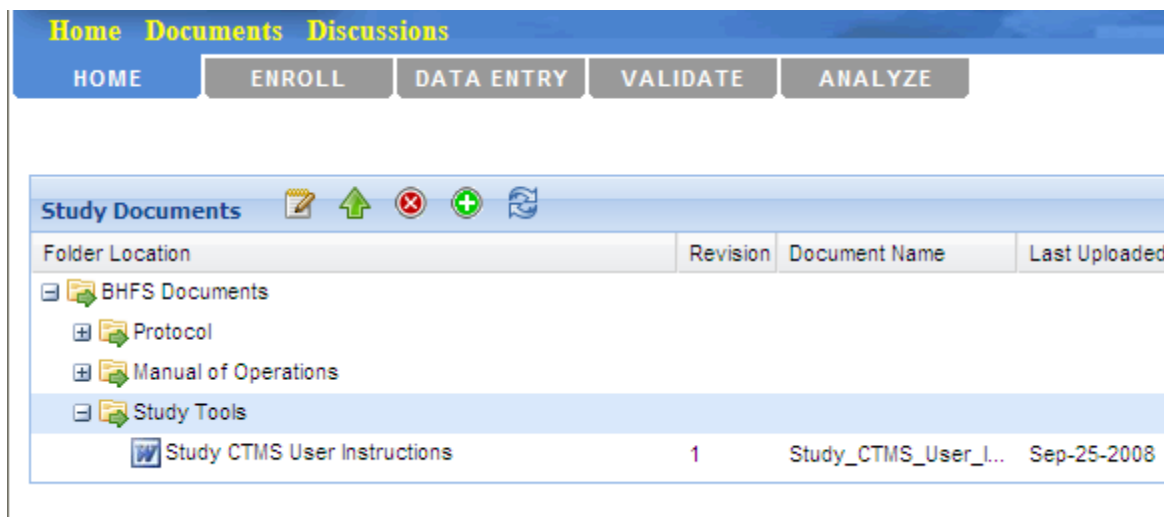 Home Documents Discussions
HOME ENROLL DATA ENTRY VALIDATE ANALYZE
Study Documents
Folder Location Revision Document Name Last Uploaded
BHFS Documents
Protocol
Manual of Operations
Study Tools
Study CTMS User Instructions 1 Study_CTMS_User_I... Sep-25-2008